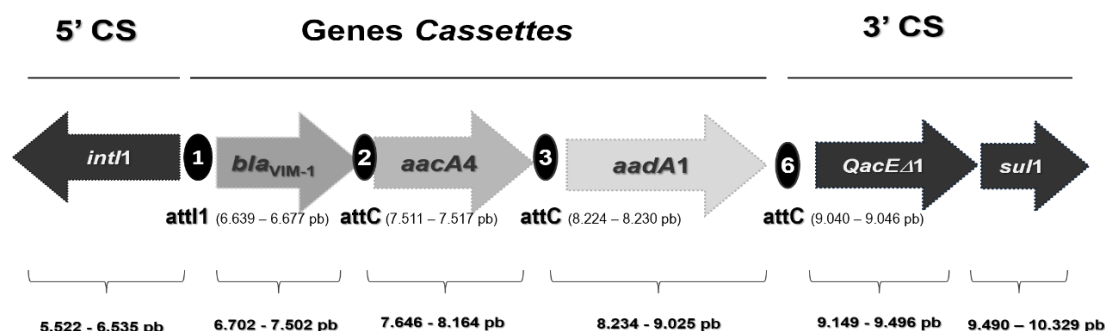 5' CS Genes Cassettes 3' CS
intI1 1 bla VIM-1 2 aacA4 3 aadA1 6 QacEΔ1 sul1
attI1 (6.639 – 6.677 pb) attC (7.511 – 7.517 pb) attC (8.224 – 8.230 pb) attC (9.040 – 9.046 pb)
5.522 - 6.535 pb 6.702 - 7.502 pb 7.646 - 8.164 pb 8.234 - 9.025 pb 9.149 - 9.496 pb 9.490 – 10.329 pb